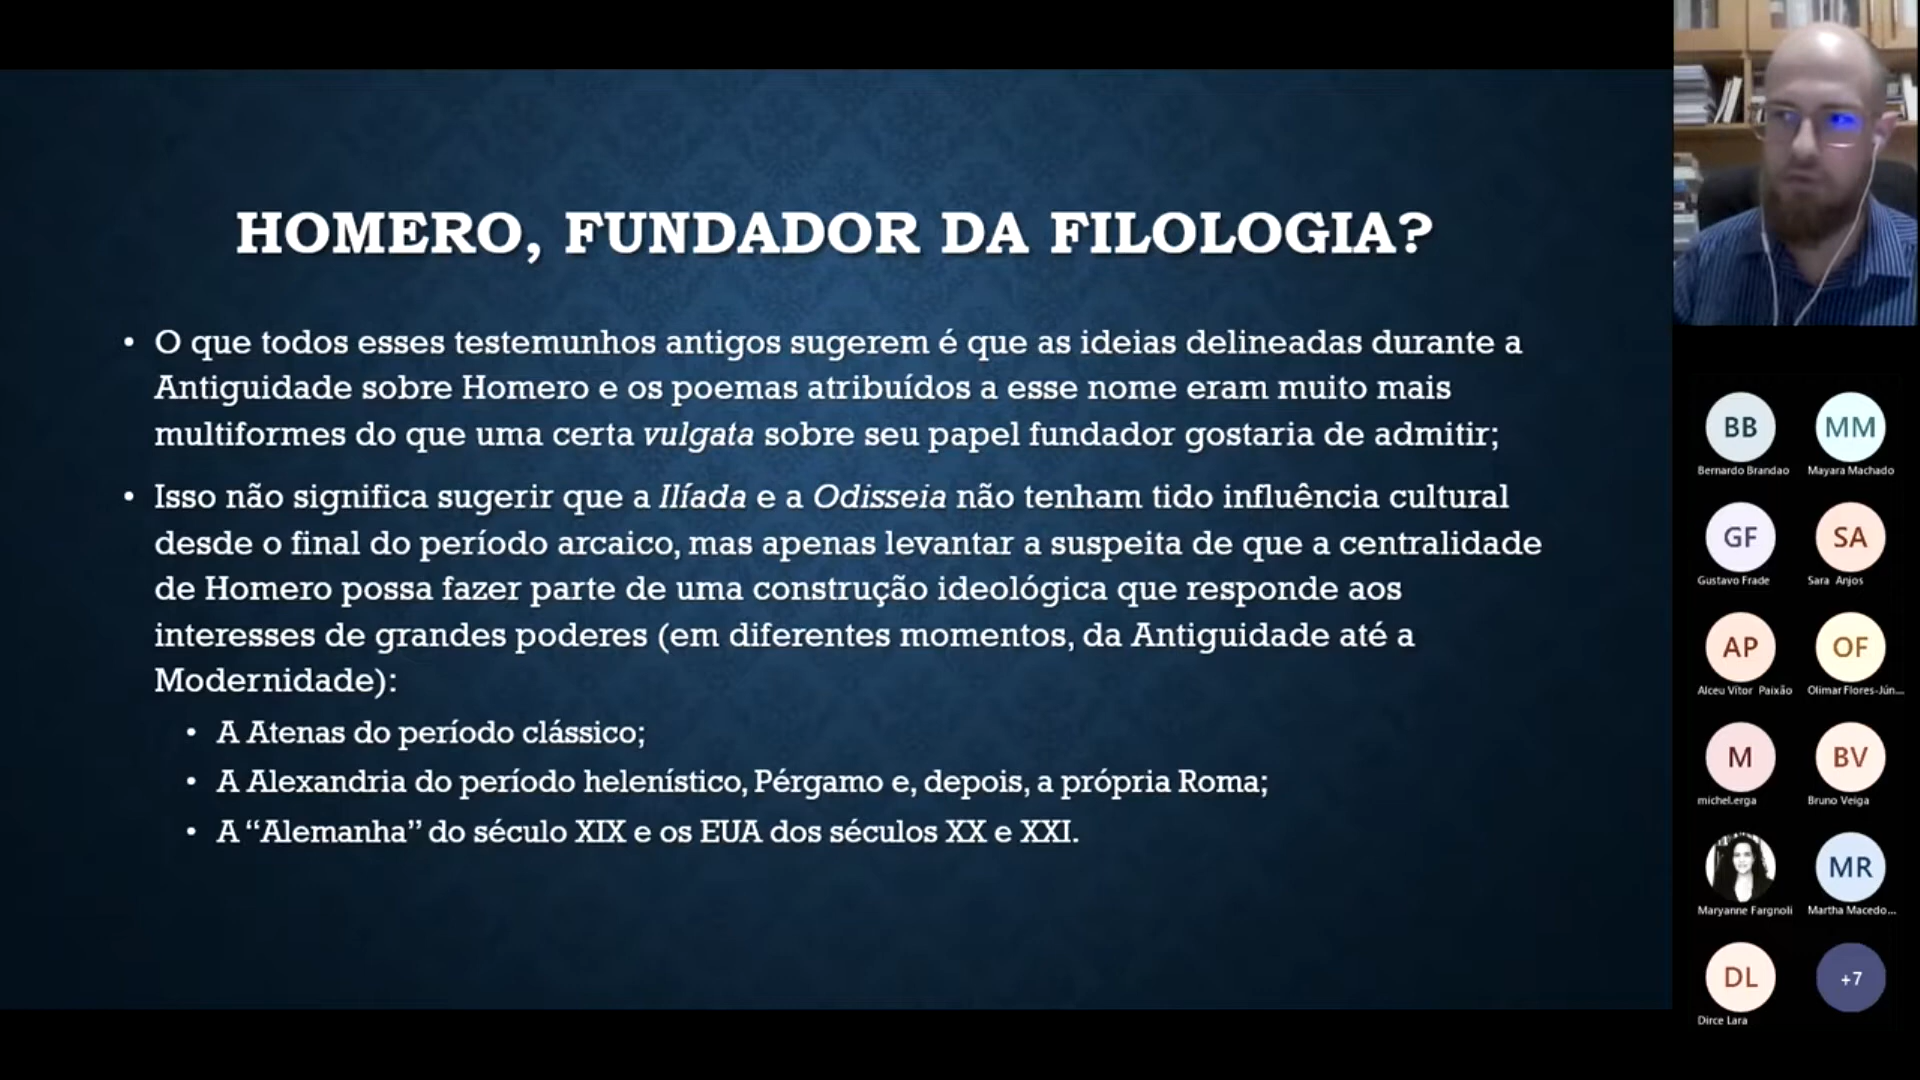 HOMERO, FUNDADOR DA FILOLOGIA?
• O que todos esses testemunhos antigos sugerem é que as ideias delineadas durante a
Antiguidade sobre Homero e os poemas atribuídos a esse nome eram muito mais
multiformes do que uma certa vulgata sobre seu papel fundador gostaria de admitir;
• Isso não significa sugerir que a Ilíada e a Odisseia não tenham tido influência cultural
desde o final do período arcaico, mas apenas levantar a suspeita de que a centralidade
de Homero possa fazer parte de uma construção ideológica que responde aos
interesses de grandes poderes (em diferentes momentos, da Antiguidade até a
Modernidade):
• A Atenas do período clássico;
• A Alexandria do período helenístico, Pérgamo e, depois, a própria Roma;
• A “Alemanha” do século XIX e os EUA dos séculos XX e XXI.
BB MM
Bernardo Brandao Mayara Machado
GF SA
Gustavo Frade Sara Anjos
AP OF
Alceu Vítor Paixão Olimar Flores-Jún...
M BV
michel.erga Bruno Veiga
MR
Maryanne Fargnoli Martha Macedo...
DL +7
Dirce Lara